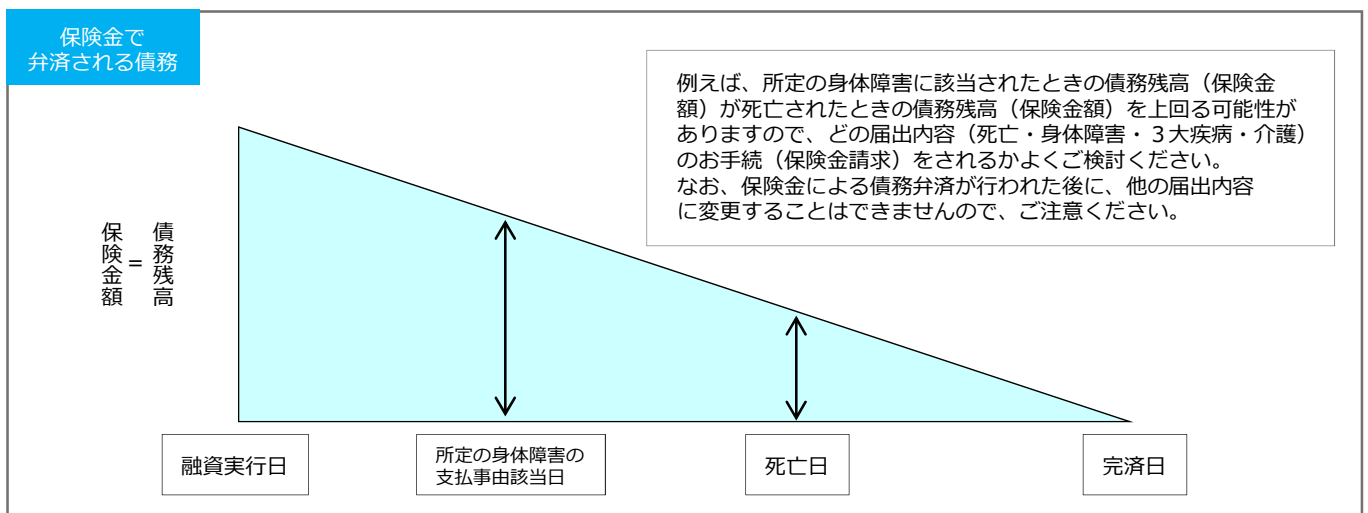 保険金で
弁済される債務
例えば、所定の身体障害に該当されたときの債務残高（保険金
額）が死亡されたときの債務残高（保険金額）を上回る可能性が
ありますので、どの届出内容（死亡・身体障害・３大疾病・介護）
のお手続（保険金請求）をされるかよくご検討ください。
なお、保険金による債務弁済が行われた後に、他の届出内容
に変更することはできませんので、ご注意ください。
債務残高
=
保険金額
融資実行日
所定の身体障害の
支払事由該当日
死亡日
完済日